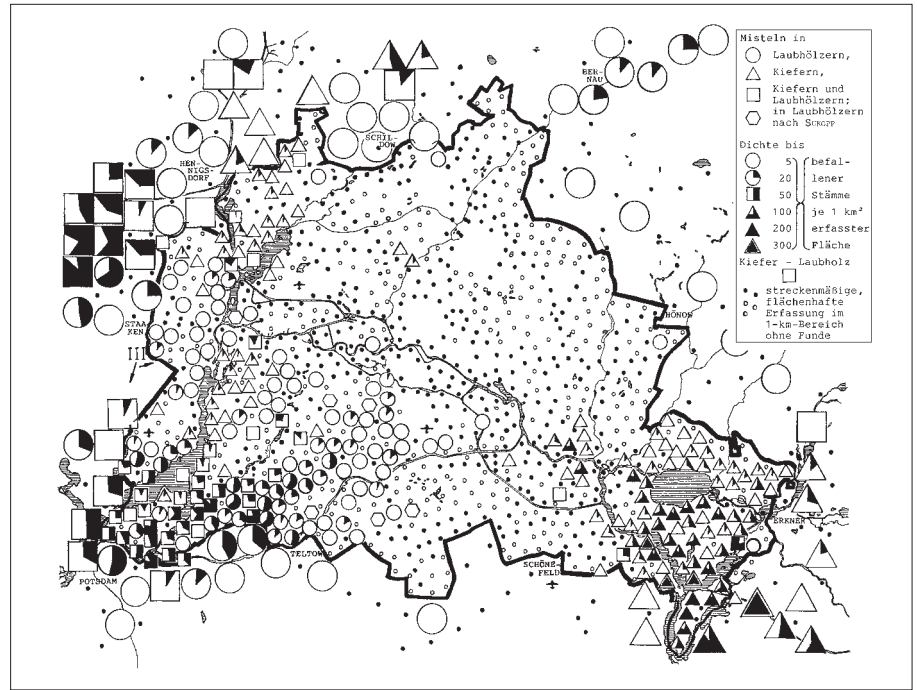 Misteln in
Laubhölzern,
Kiefern,
Kiefern und
Laubhölzern;
in Laubhölzern
nach SUKOPP
Dichte bis
5 befal-
20 lener
50 Stämme
100 je 1 km²
200 erfasster
300 Fläche
Kiefer - Laubholz
streckenmäßige,
flächenhafte
Erfassung im
1-km-Bereich
ohne Funde
BER-
NAU
SCHIL-
DOW
HEN-
NIGS-
DORF
HÖNOW
STAA-
KEN
III
ERKNER
POTSDAM
TELTOW
SCHÖNE-
FELD